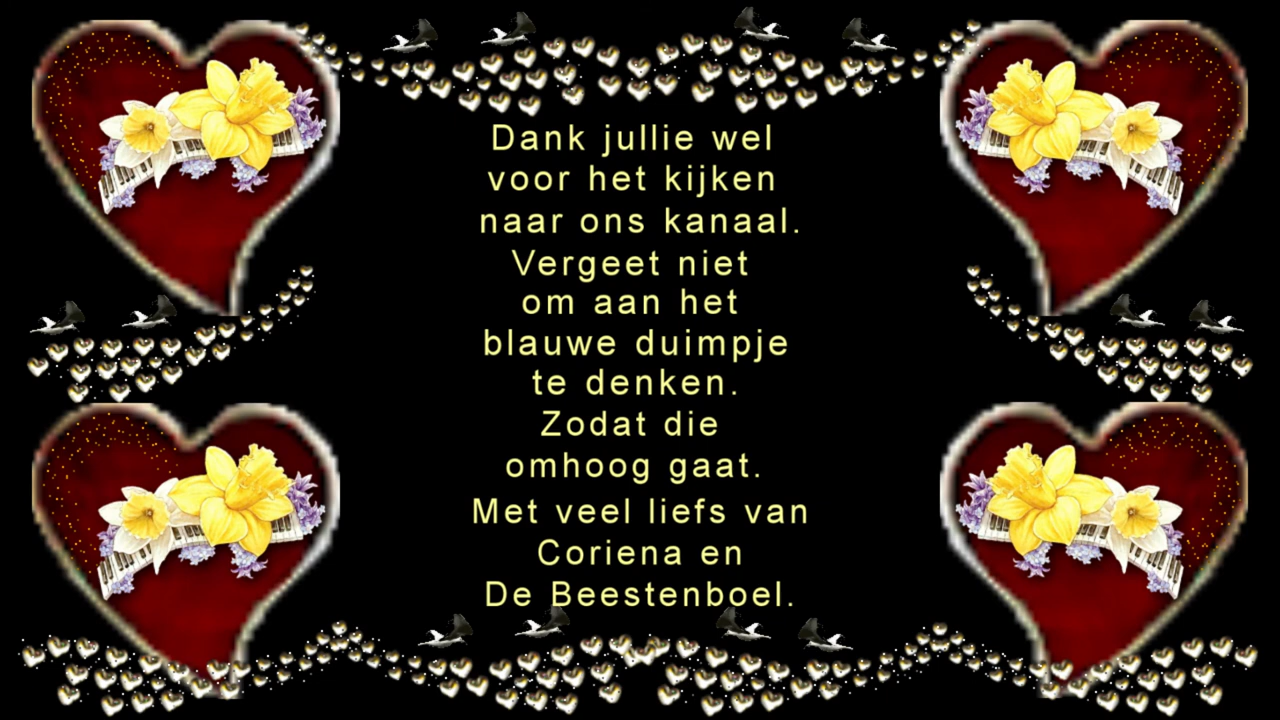 Dank jullie wel
voor het kijken
naar ons kanaal.
Vergeet niet
om aan het
blauwe duimpje
te denken.
Zodat die
omhoog gaat.
Met veel liefs van
Coriena en
De Beestenboel.